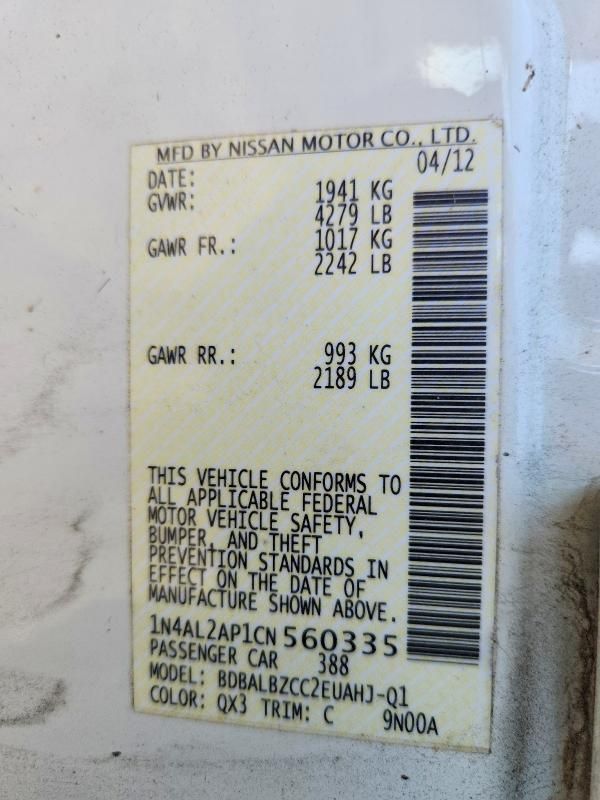 MFD BY NISSAN MOTOR CO., LTD.
DATE: 04/12
GVWR: 1941 KG
4279 LB
GAWR FR.: 1017 KG
2242 LB
GAWR RR.: 993 KG
2189 LB
THIS VEHICLE CONFORMS TO
ALL APPLICABLE FEDERAL
MOTOR VEHICLE SAFETY,
BUMPER, AND THEFT
PREVENTION STANDARDS IN
EFFECT ON THE DATE OF
MANUFACTURE SHOWN ABOVE.
1N4AL2AP1CN 560335
PASSENGER CAR 388
MODEL: BDBALBZCC2EUAHJ-Q1
COLOR: QX3 TRIM: C 9N00A